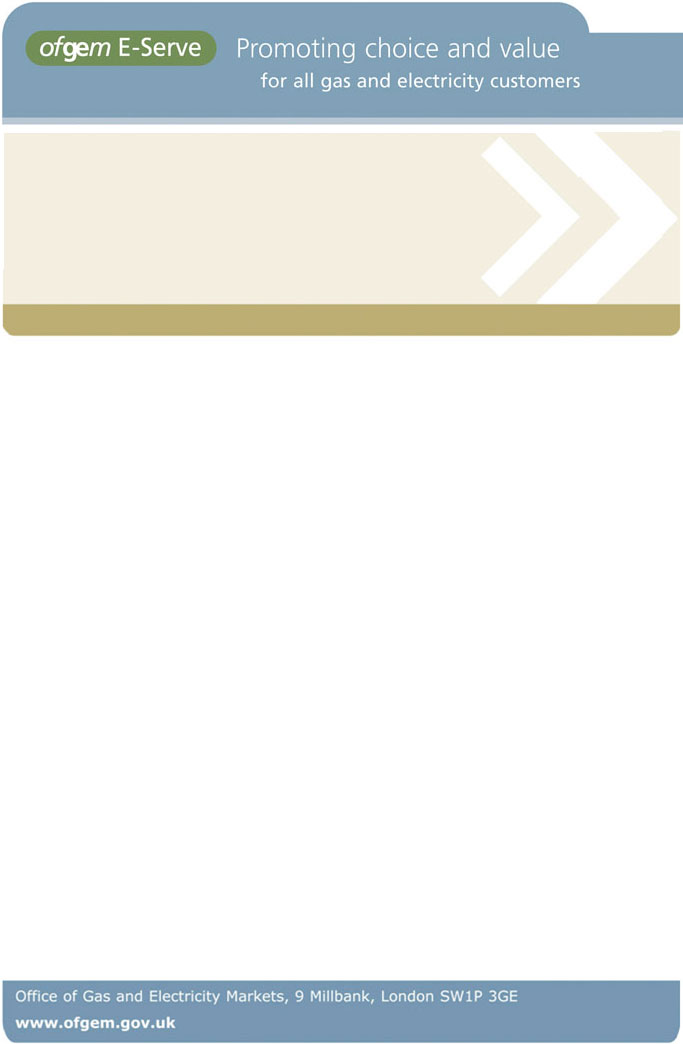 ofgem E-Serve
Promoting choice and value
for all gas and electricity customers
Office of Gas and Electricity Markets, 9 Millbank, London SW1P 3GE
www.ofgem.gov.uk